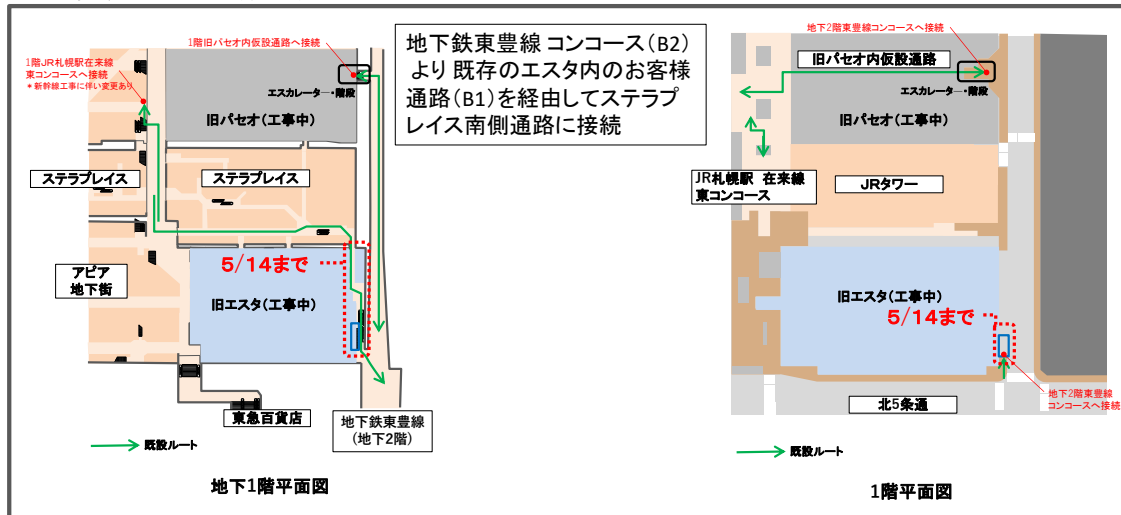 1階旧パセオ内仮設通路へ接続
1階JR札幌駅在来線
東コンコースへ接続
*新幹線工事に伴い変更あり
エスカレーター・階段
旧パセオ(工事中)
ステラプレイス
ステラプレイス
5/14まで
アピア
地下街
旧エスタ(工事中)
東急百貨店
地下鉄東豊線
(地下2階)
既設ルート
地下1階平面図
地下鉄東豊線 コンコース(B2)
より 既存のエスタ内のお客様
通路(B1)を経由してステラプ
レイス南側通路に接続
地下2階東豊線コンコースへ接続
旧パセオ内仮設通路
エスカレーター・階段
旧パセオ(工事中)
JR札幌駅 在来線
東コンコース
JRタワー
旧エスタ(工事中)
5/14まで
地下2階東豊線
コンコースへ接続
北5条通
既設ルート
1階平面図